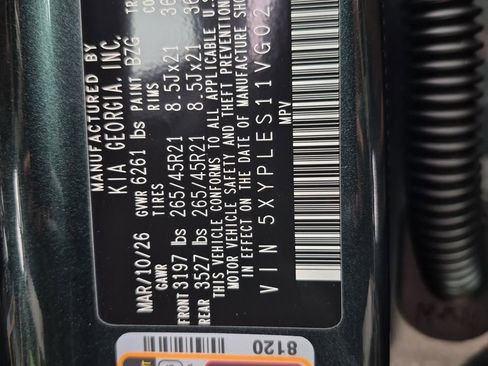 MANUFACTURED BY
KIA GEORGIA, INC.
MAR/10/26 GVWR 6261 lbs PAINT BZG
GAWR TIRES RIMS
FRONT 3197 lbs 265/45R21 8.5Jx21
REAR 3527 lbs 265/45R21 8.5Jx21
THIS VEHICLE CONFORMS TO ALL APPLICABLE U.S
MOTOR VEHICLE SAFETY AND THEFT PREVENTION
IN EFFECT ON THE DATE OF MANUFACTURE SHOW
VIN 5XYPLES11VG02
MPV
8120